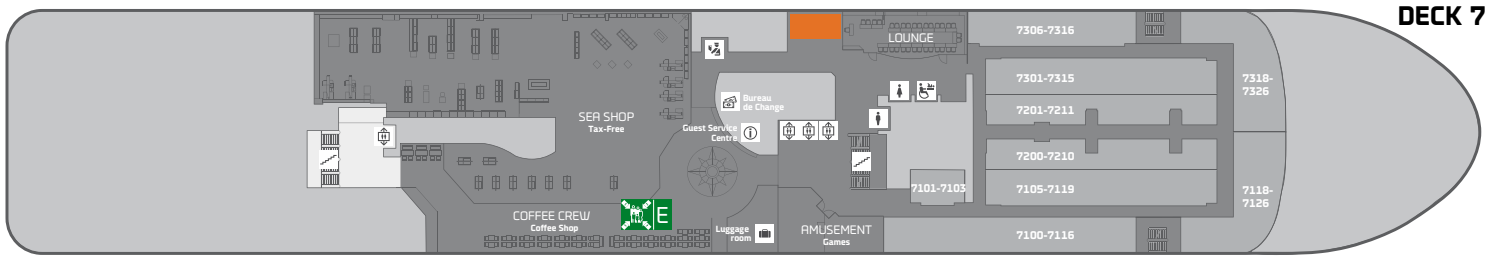 DECK 7
7306-7316
LOUNGE
7301-7315
7318-
7326
Bureau
de Change
7201-7211
SEA SHOP
Tax-Free
Guest Service
Centre
7200-7210
7101-7103
7105-7119
7118-
7126
COFFEE CREW
Coffee Shop
E
Luggage
room
AMUSEMENT
Games
7100-7116